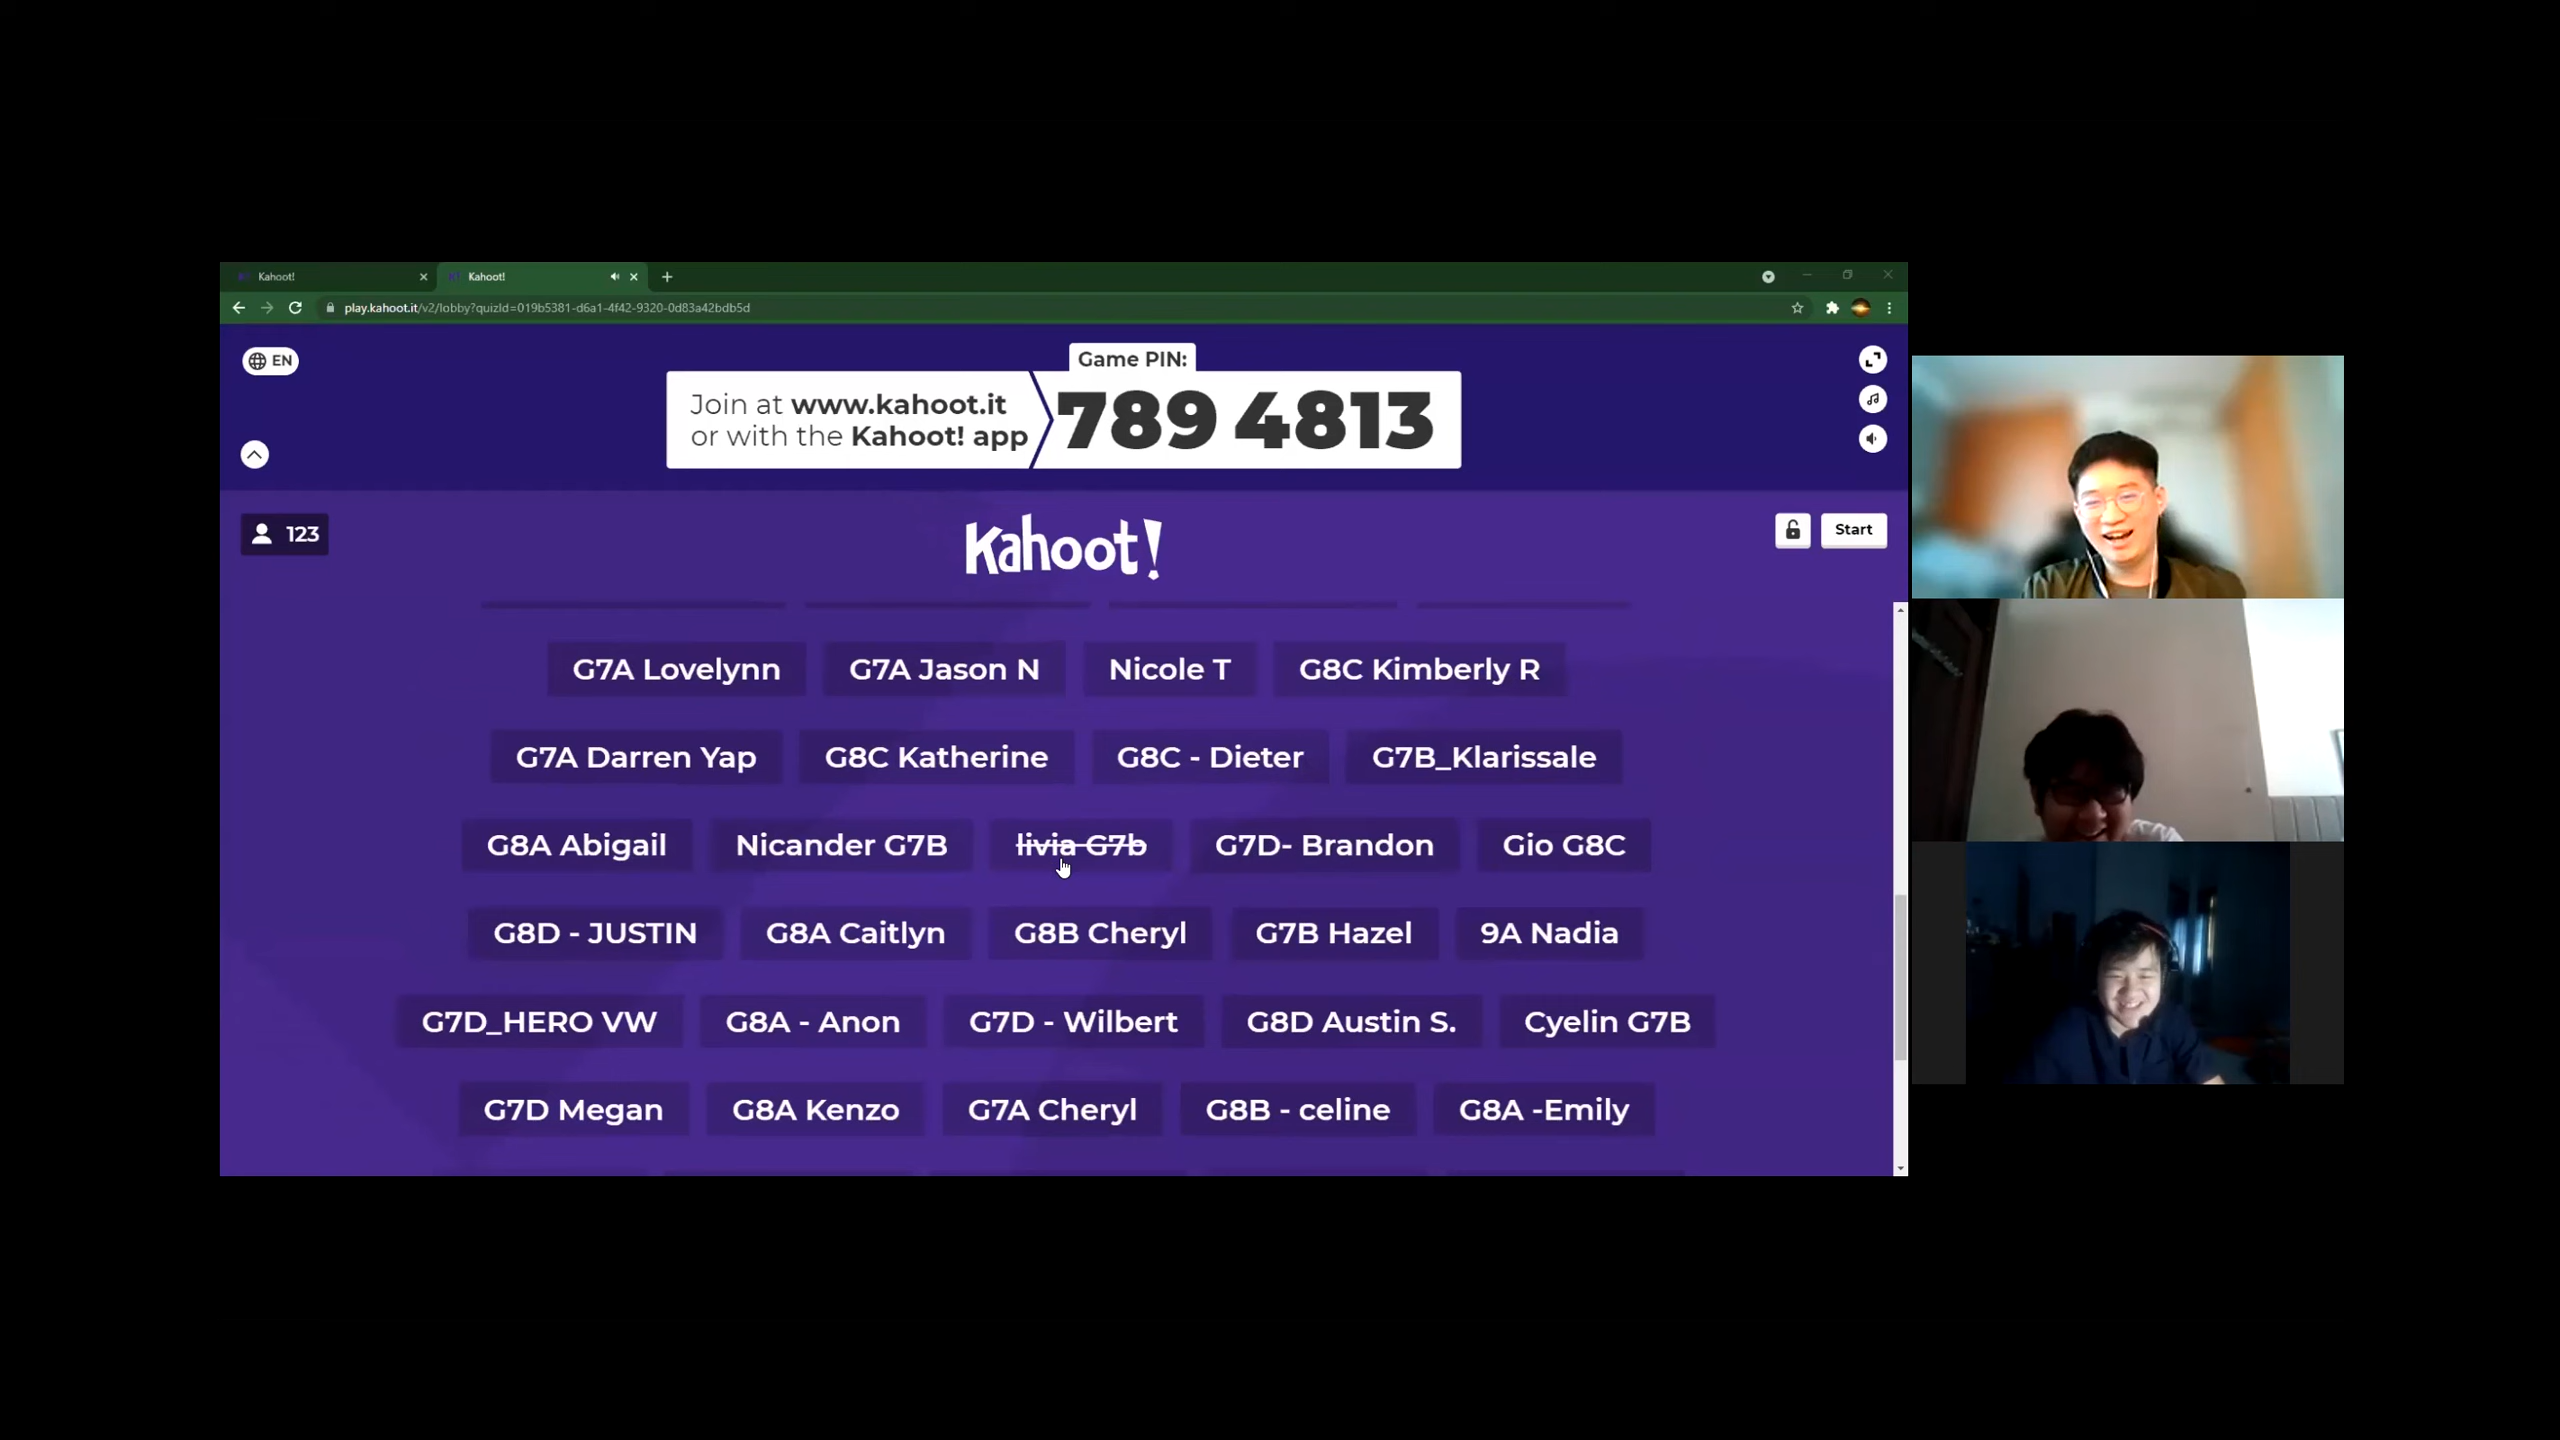 Kahoot!
Kahoot!
play.kahoot.it/v2/lobby?quizId=019b5381-d6a1-4f42-9320-0d83a42bdb5d
EN
Game PIN:
Join at www.kahoot.it
or with the Kahoot! app
789 4813
123
Kahoot!
Start
G7A Lovelynn
G7A Jason N
Nicole T
G8C Kimberly R
G7A Darren Yap
G8C Katherine
G8C - Dieter
G7B_Klarissale
G8A Abigail
Nicander G7B
livia G7b
G7D- Brandon
Gio G8C
G8D - JUSTIN
G8A Caitlyn
G8B Cheryl
G7B Hazel
9A Nadia
G7D_HERO VW
G8A - Anon
G7D - Wilbert
G8D Austin S.
Cyelin G7B
G7D Megan
G8A Kenzo
G7A Cheryl
G8B - celine
G8A -Emily